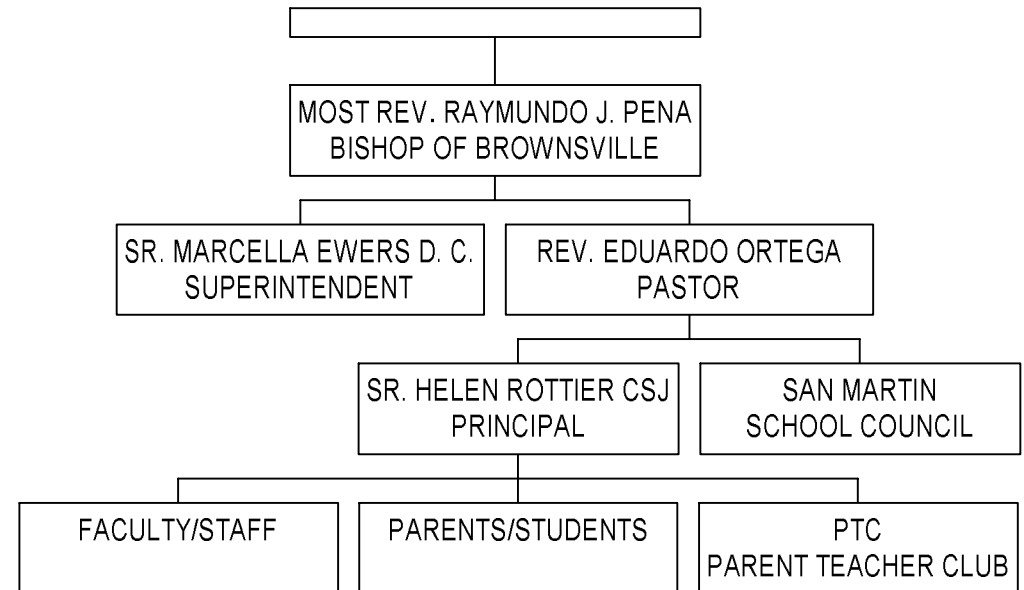 MOST REV. RAYMUNDO J. PENA
BISHOP OF BROWNSVILLE
SR. MARCELLA EWERS D. C.
SUPERINTENDENT
REV. EDUARDO ORTEGA
PASTOR
SR. HELEN ROTTIER CSJ
PRINCIPAL
SAN MARTIN
SCHOOL COUNCIL
FACULTY/STAFF
PARENTS/STUDENTS
PTC
PARENT TEACHER CLUB